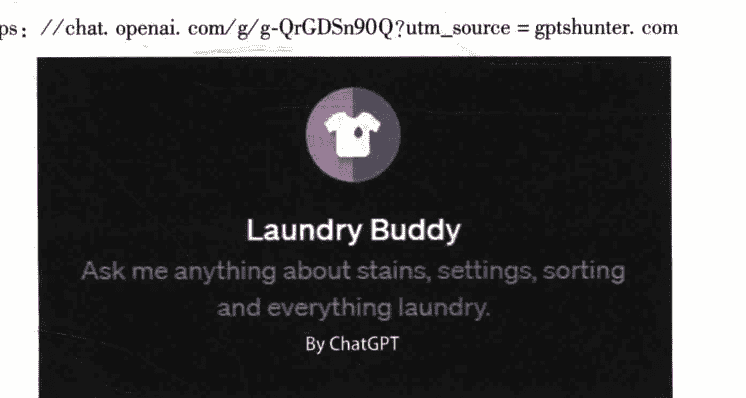 ps: //chat. openai. com/g/g-QrGDSn90Q?utm_source = gptshunter. com
Laundry Buddy
Ask me anything about stains, settings, sorting
and everything laundry.
By ChatGPT